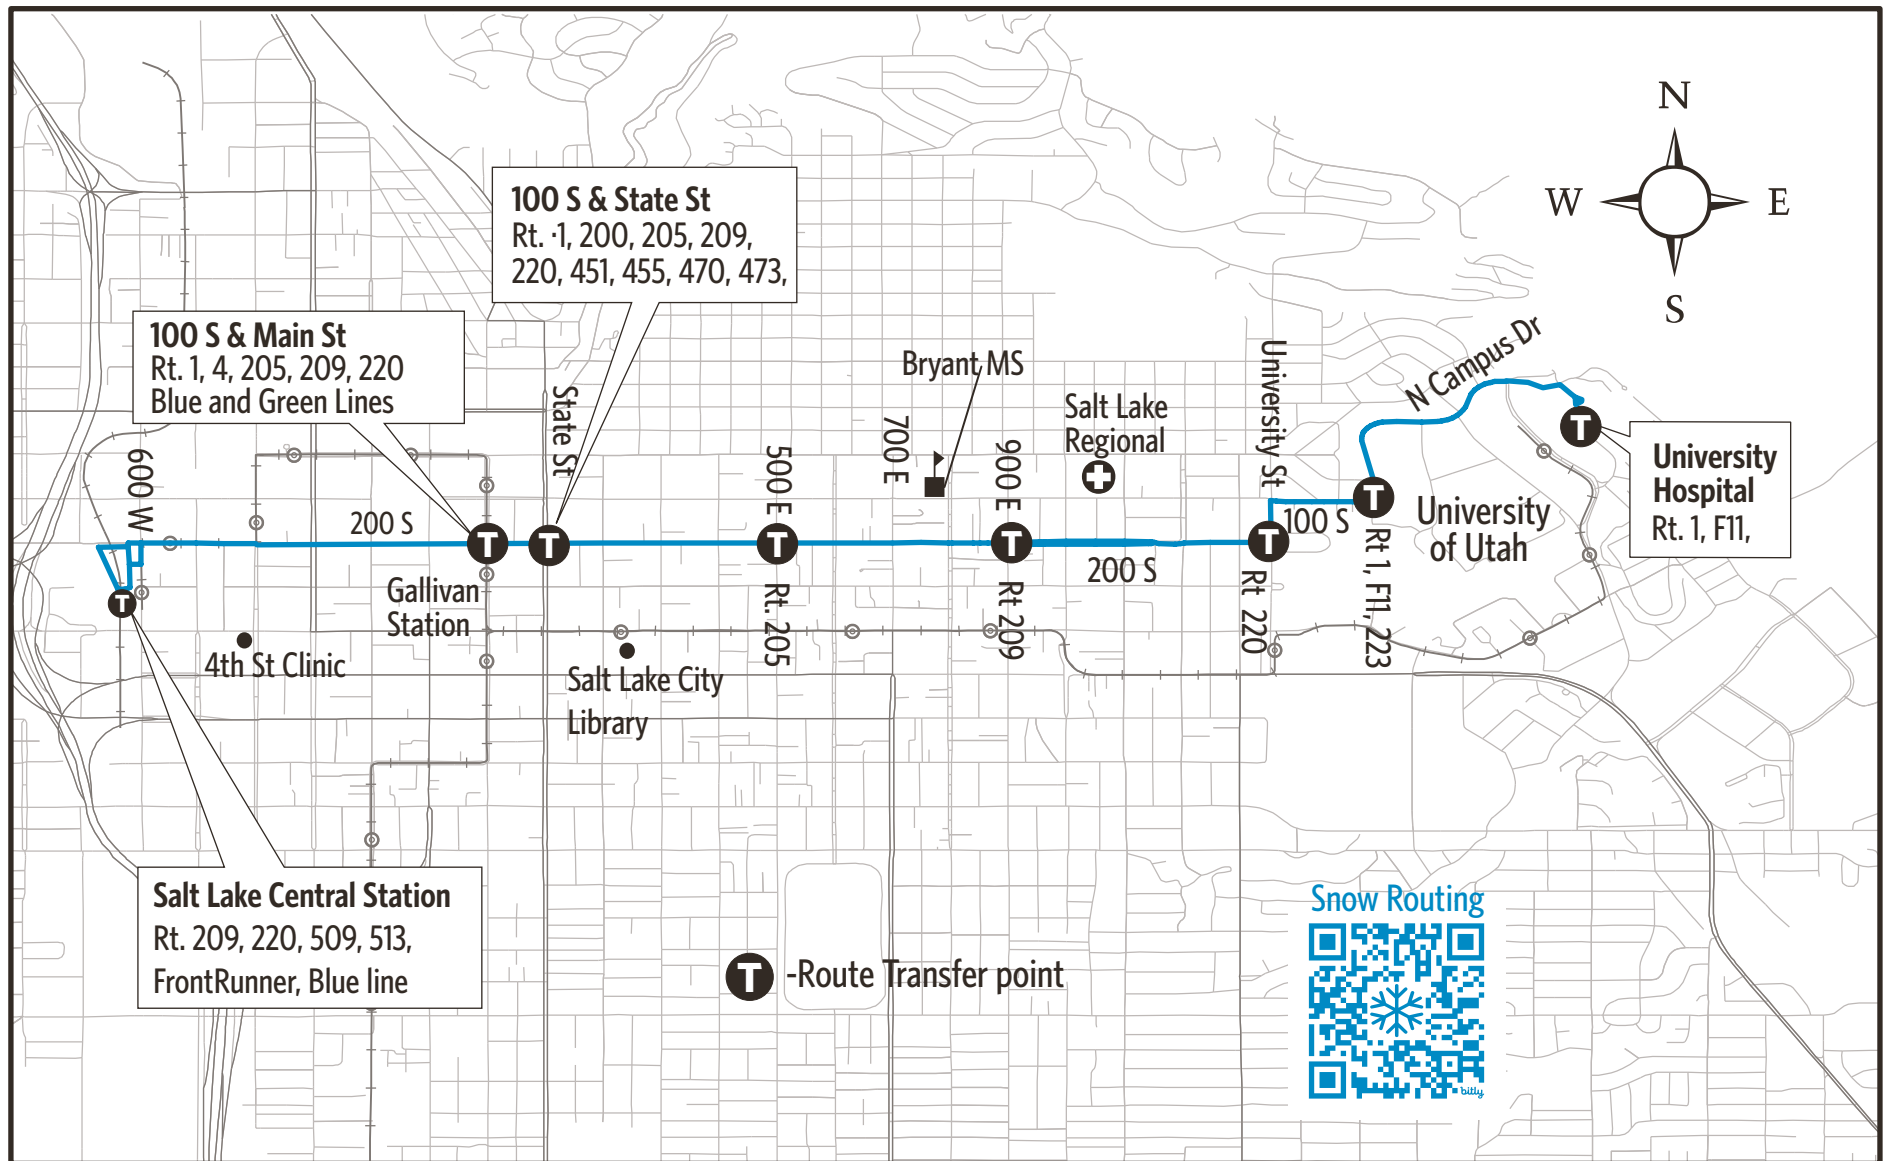 N
W
E
S
100 S & State St
Rt. ·1, 200, 205, 209,
220, 451, 455, 470, 473,
100 S & Main St
Rt. 1, 4, 205, 209, 220
Blue and Green Lines
State St
Bryant MS
Salt Lake
Regional
University St
N Campus Dr
University
Hospital
Rt. 1, F11,
600 W
200 S
500 E
700 E
900 E
100 S
University
of Utah
200 S
Gallivan
Station
Rt. 205
Rt 209
Rt 220
Rt 1, F11, 223
4th St Clinic
Salt Lake City
Library
Salt Lake Central Station
Rt. 209, 220, 509, 513,
FrontRunner, Blue line
T -Route Transfer point
Snow Routing
bitly
T
T
T
T
T
T
T
T